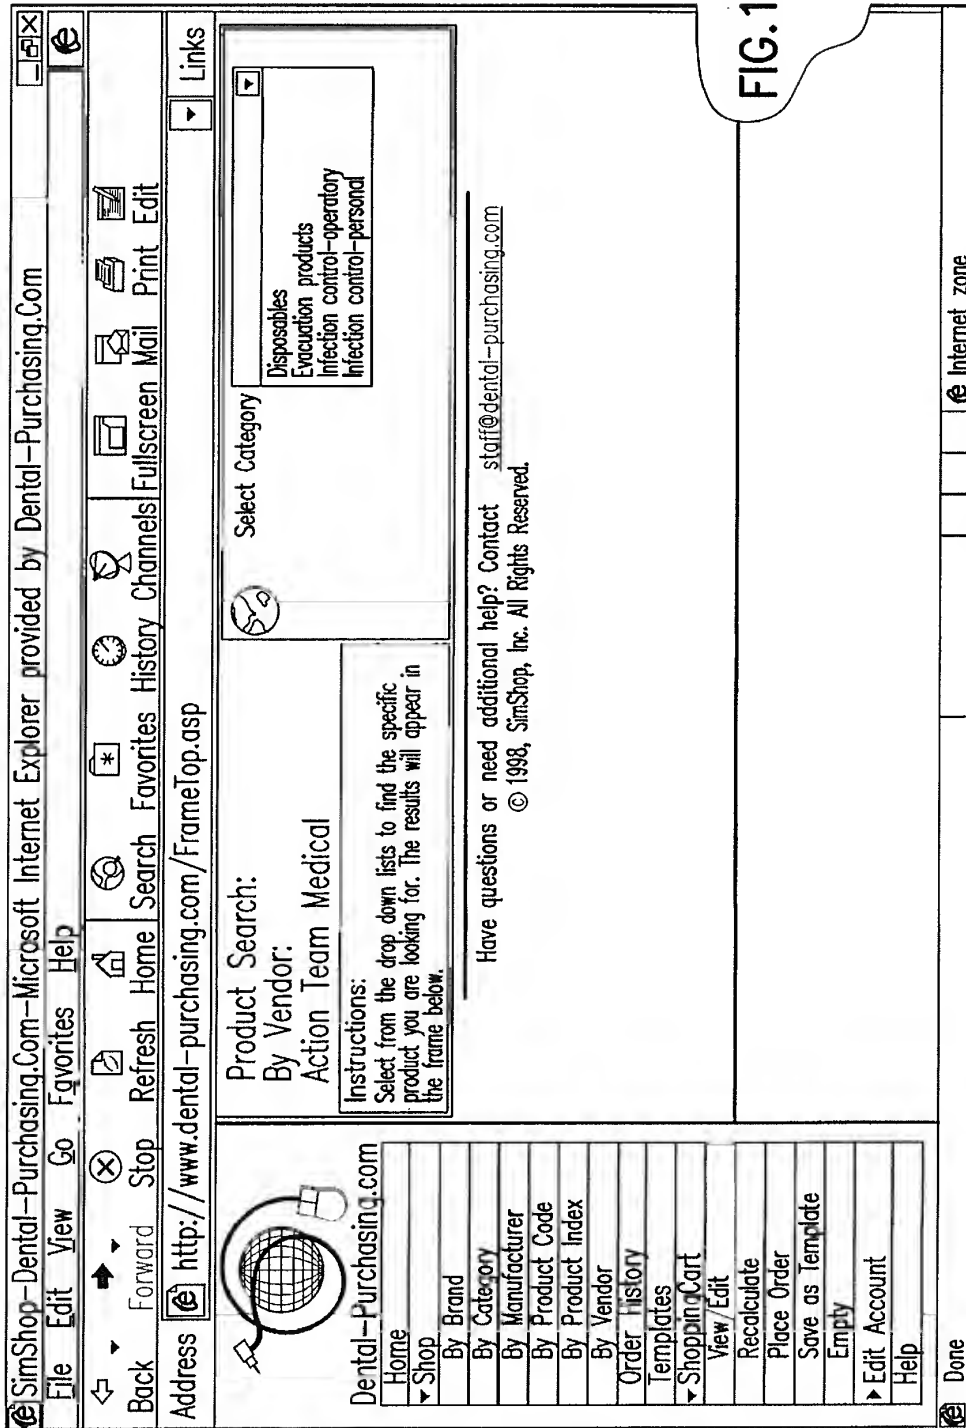 SimShop-Dental-Purchasing.Com-Microsoft Internet Explorer provided by Dental-Purchasing.Com
File Edit View Go Favorites Help
Back Forward Stop Refresh Home Search Favorites History Channels Fullscreen Mail Print Edit
Address http://www.dental-purchasing.com/FrameTop.asp Links
Dental-Purchasing.com
Home
Shop
By Brand
By Category
By Manufacturer
By Product Code
By Product Index
By Vendor
Order History
Templates
ShoppingCart
View/Edit
Recalculate
Place Order
Save as Template
Empty
Edit Account
Help
Product Search:
By Vendor:
Action Team Medical
Instructions:
Select from the drop down lists to find the specific
product you are looking for. The results will appear in
the frame below.
Select Category
Disposables
Evacuation products
Infection control-operatory
Infection control-personal
Have questions or need additional help? Contact staff@dental-purchasing.com
© 1998, SimShop, Inc. All Rights Reserved.
FIG.1
Done Internet zone